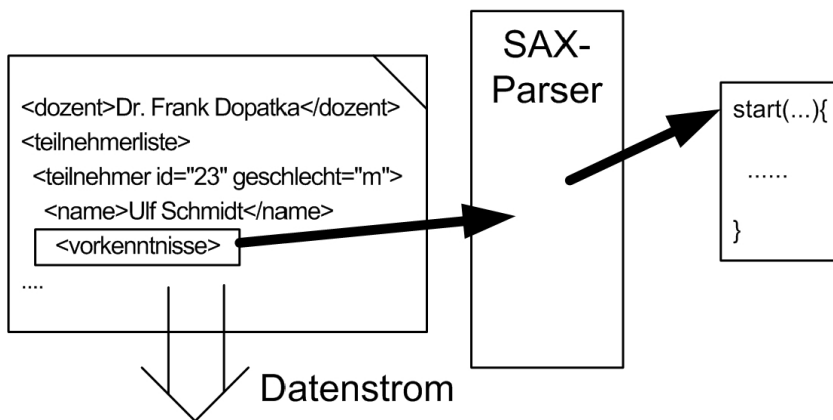 <dozent>Dr. Frank Dopatka</dozent>
<teilnehmerliste>
<teilnehmer id="23" geschlecht="m">
<name>Ulf Schmidt</name>
<vorkenntnisse>
....
Datenstrom
SAX-
Parser
start(...){
......
}